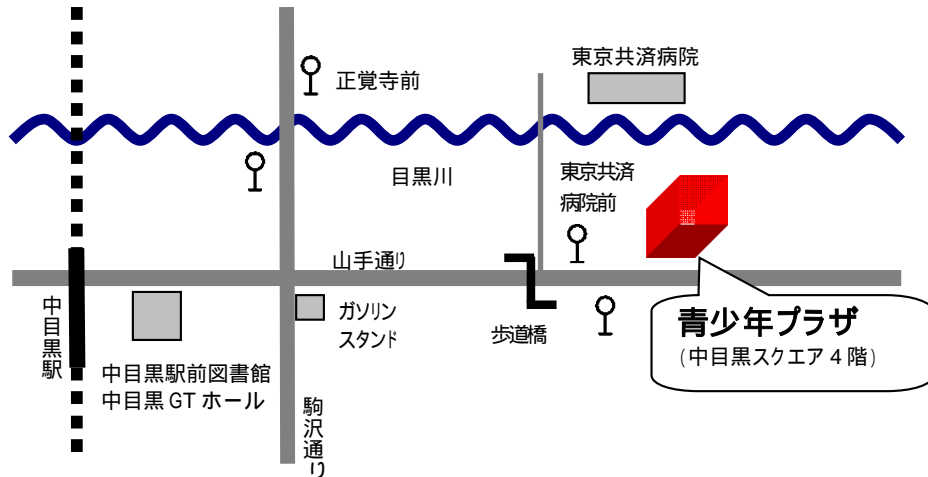 東京共済病院
正覚寺前
目黒川
東京共済
病院前
山手通り
中目黒駅
ガソリン
スタンド
歩道橋
青少年プラザ
(中目黒スクエア４階)
中目黒駅前図書館
中目黒 GT ホール
駒沢通り